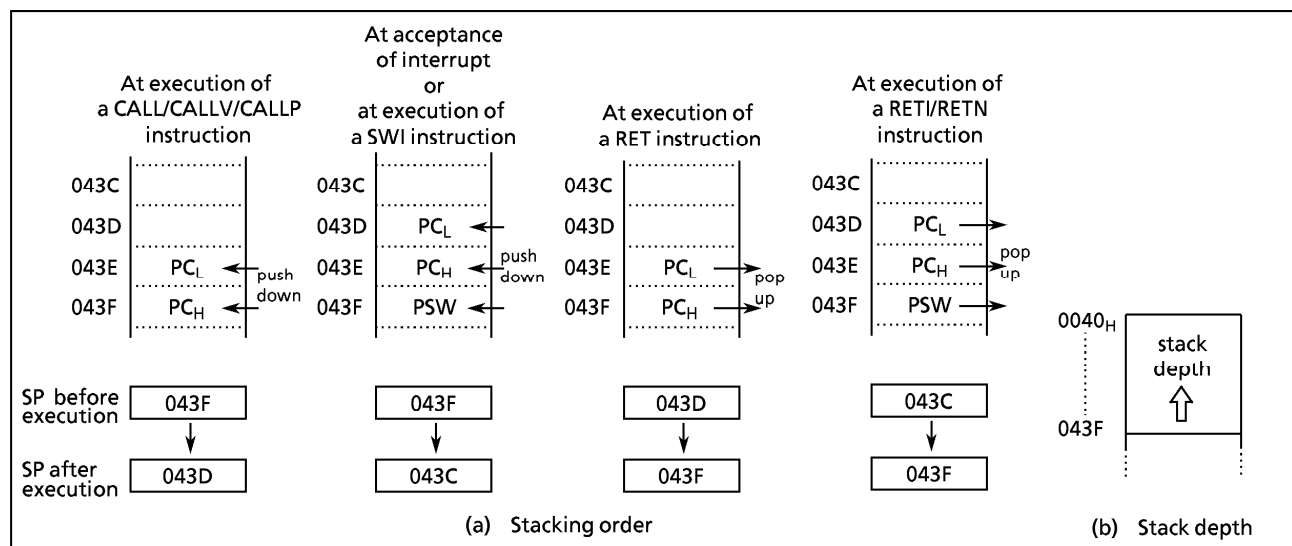 At execution of
a CALL/CALLV/CALLP
instruction
043C
043D
043E PCL
043F PCH
push
down
At acceptance
of interrupt
or
at execution of
a SWI instruction
043C
043D PCL
043E PCH
043F PSW
push
down
At execution of
a RET instruction
043C
043D
043E PCL
043F PCH
pop
up
At execution of
a RETI/RETN
instruction
043C
043D PCL
043E PCH
043F PSW
pop
up
SP before
execution
043F
043F
043D
043C
SP after
execution
043D
043C
043F
043F
(a) Stacking order
0040H
stack
depth
043F
(b) Stack depth